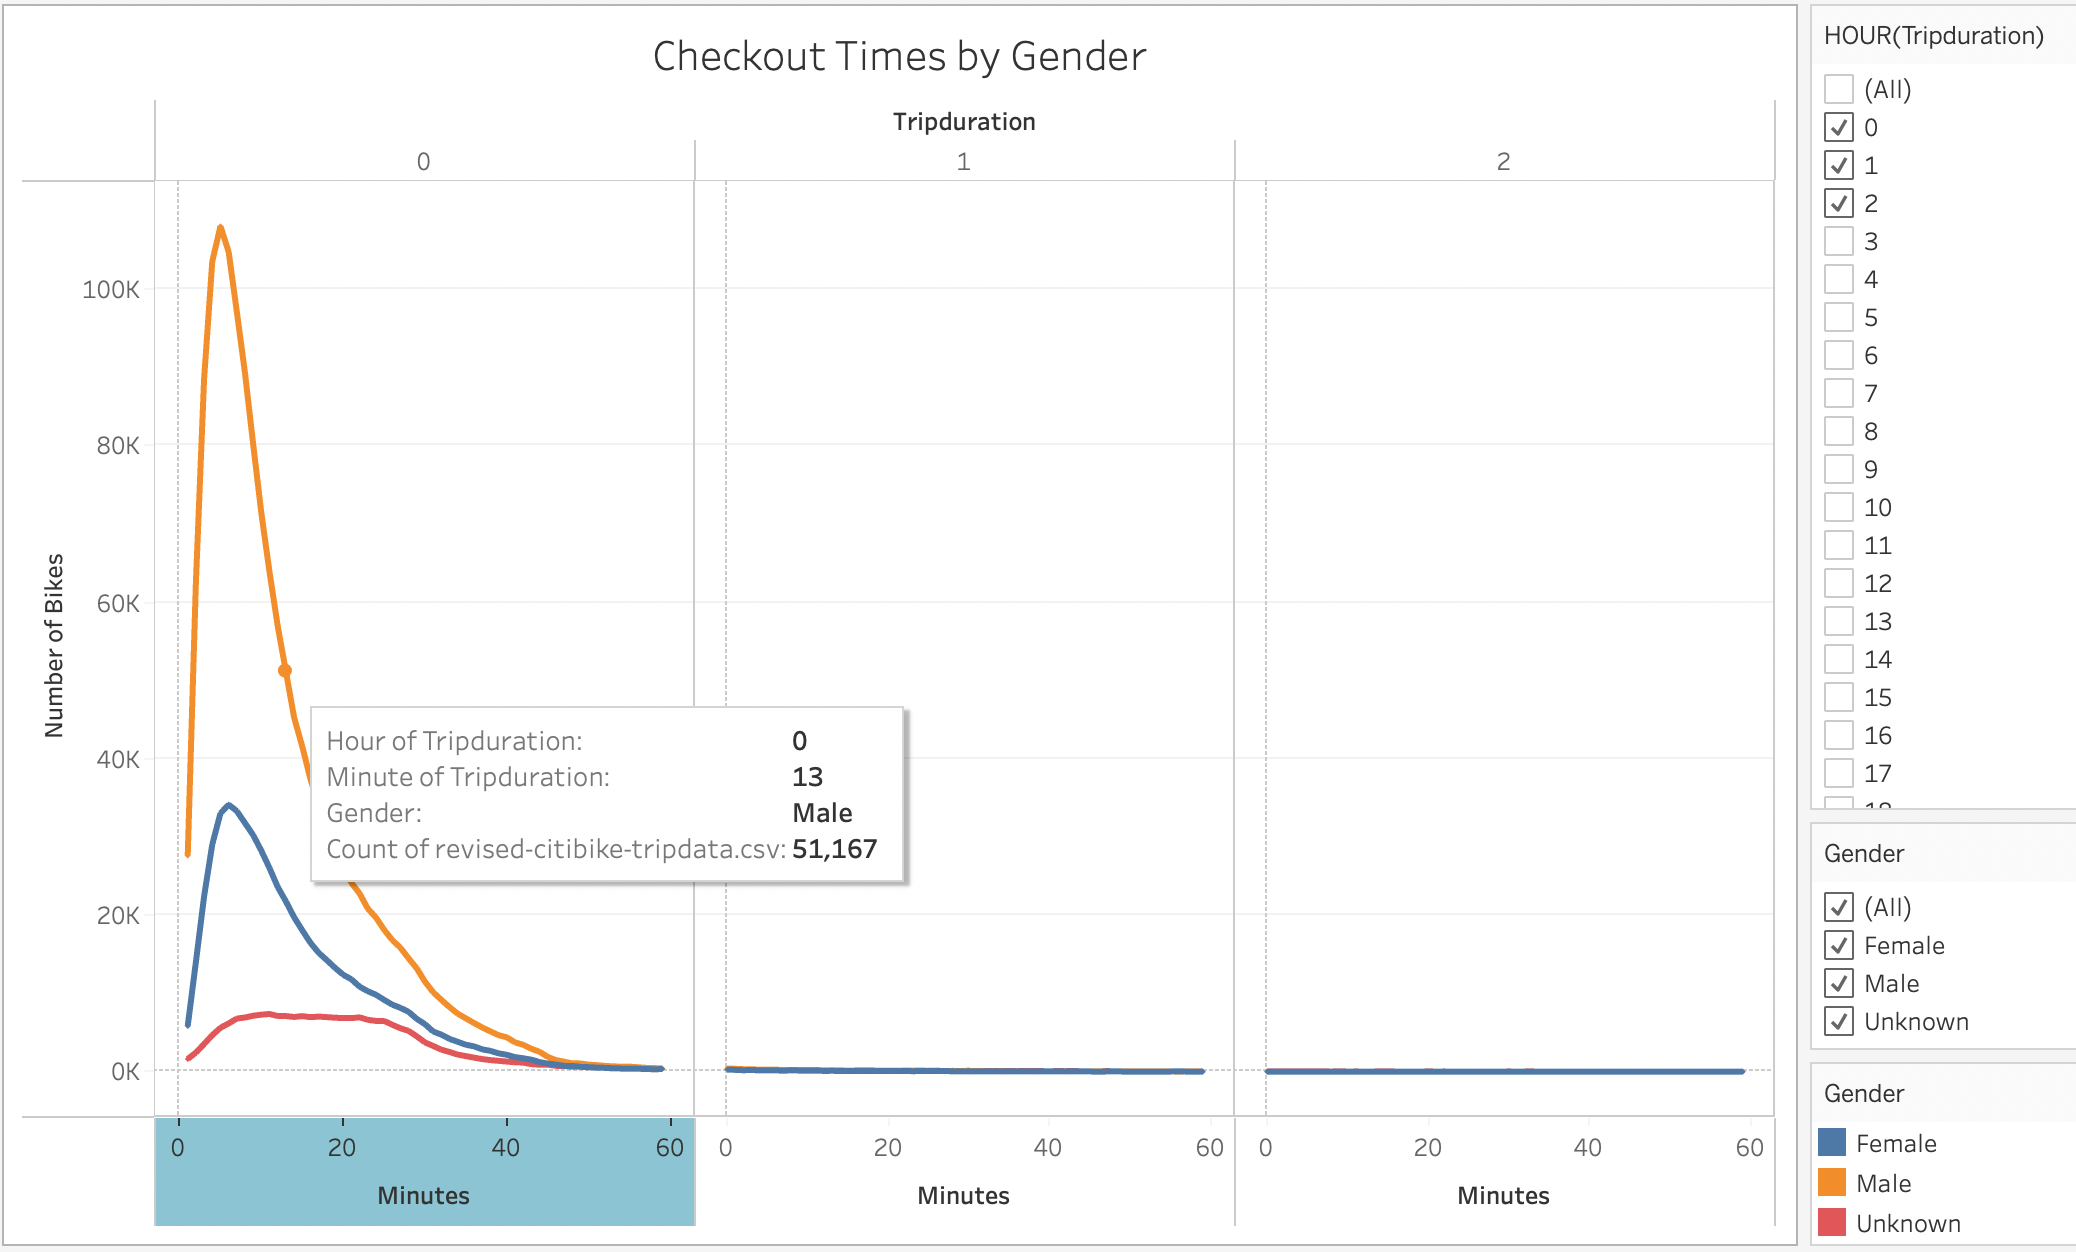 Checkout Times by Gender
Tripduration
0 1 2
100K
80K
60K
40K
20K
0K
Number of Bikes
Hour of Tripduration: 0
Minute of Tripduration: 13
Gender: Male
Count of revised-citibike-tripdata.csv: 51,167
0 20 40 60 0 20 40 60 0 20 40 60
Minutes Minutes Minutes
HOUR(Tripduration)
(All)
0
1
2
3
4
5
6
7
8
9
10
11
12
13
14
15
16
17
18
Gender
(All)
Female
Male
Unknown
Gender
Female
Male
Unknown